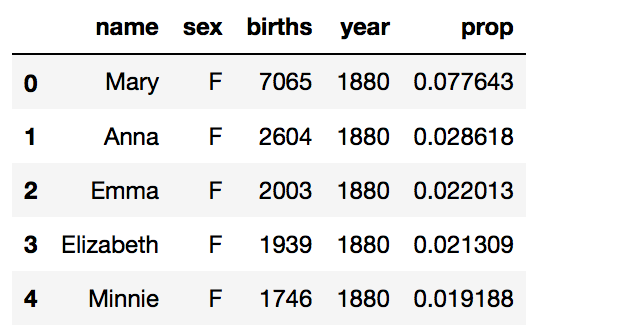 name sex births year prop
0 Mary F 7065 1880 0.077643
1 Anna F 2604 1880 0.028618
2 Emma F 2003 1880 0.022013
3 Elizabeth F 1939 1880 0.021309
4 Minnie F 1746 1880 0.019188